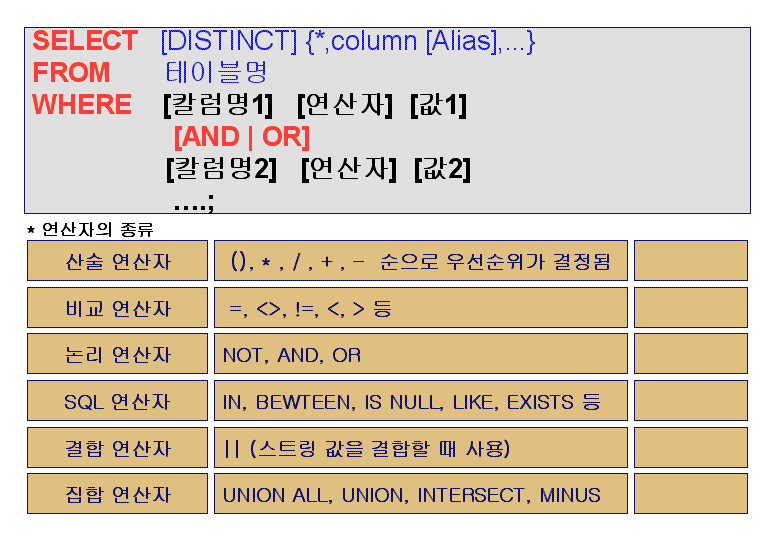 SELECT [DISTINCT] {*,column [Alias],...}
FROM 테이블명
WHERE [칼럼명1] [연산자] [값1]
[AND | OR]
[칼럼명2] [연산자] [값2]
....;
* 연산자의 종류
산술 연산자 (), * , / , + , - 순으로 우선순위가 결정됨
비교 연산자 =, <>, !=, <, > 등
논리 연산자 NOT, AND, OR
SQL 연산자 IN, BEWTEEN, IS NULL, LIKE, EXISTS 등
결합 연산자 || (스트링 값을 결합할 때 사용)
집합 연산자 UNION ALL, UNION, INTERSECT, MINUS